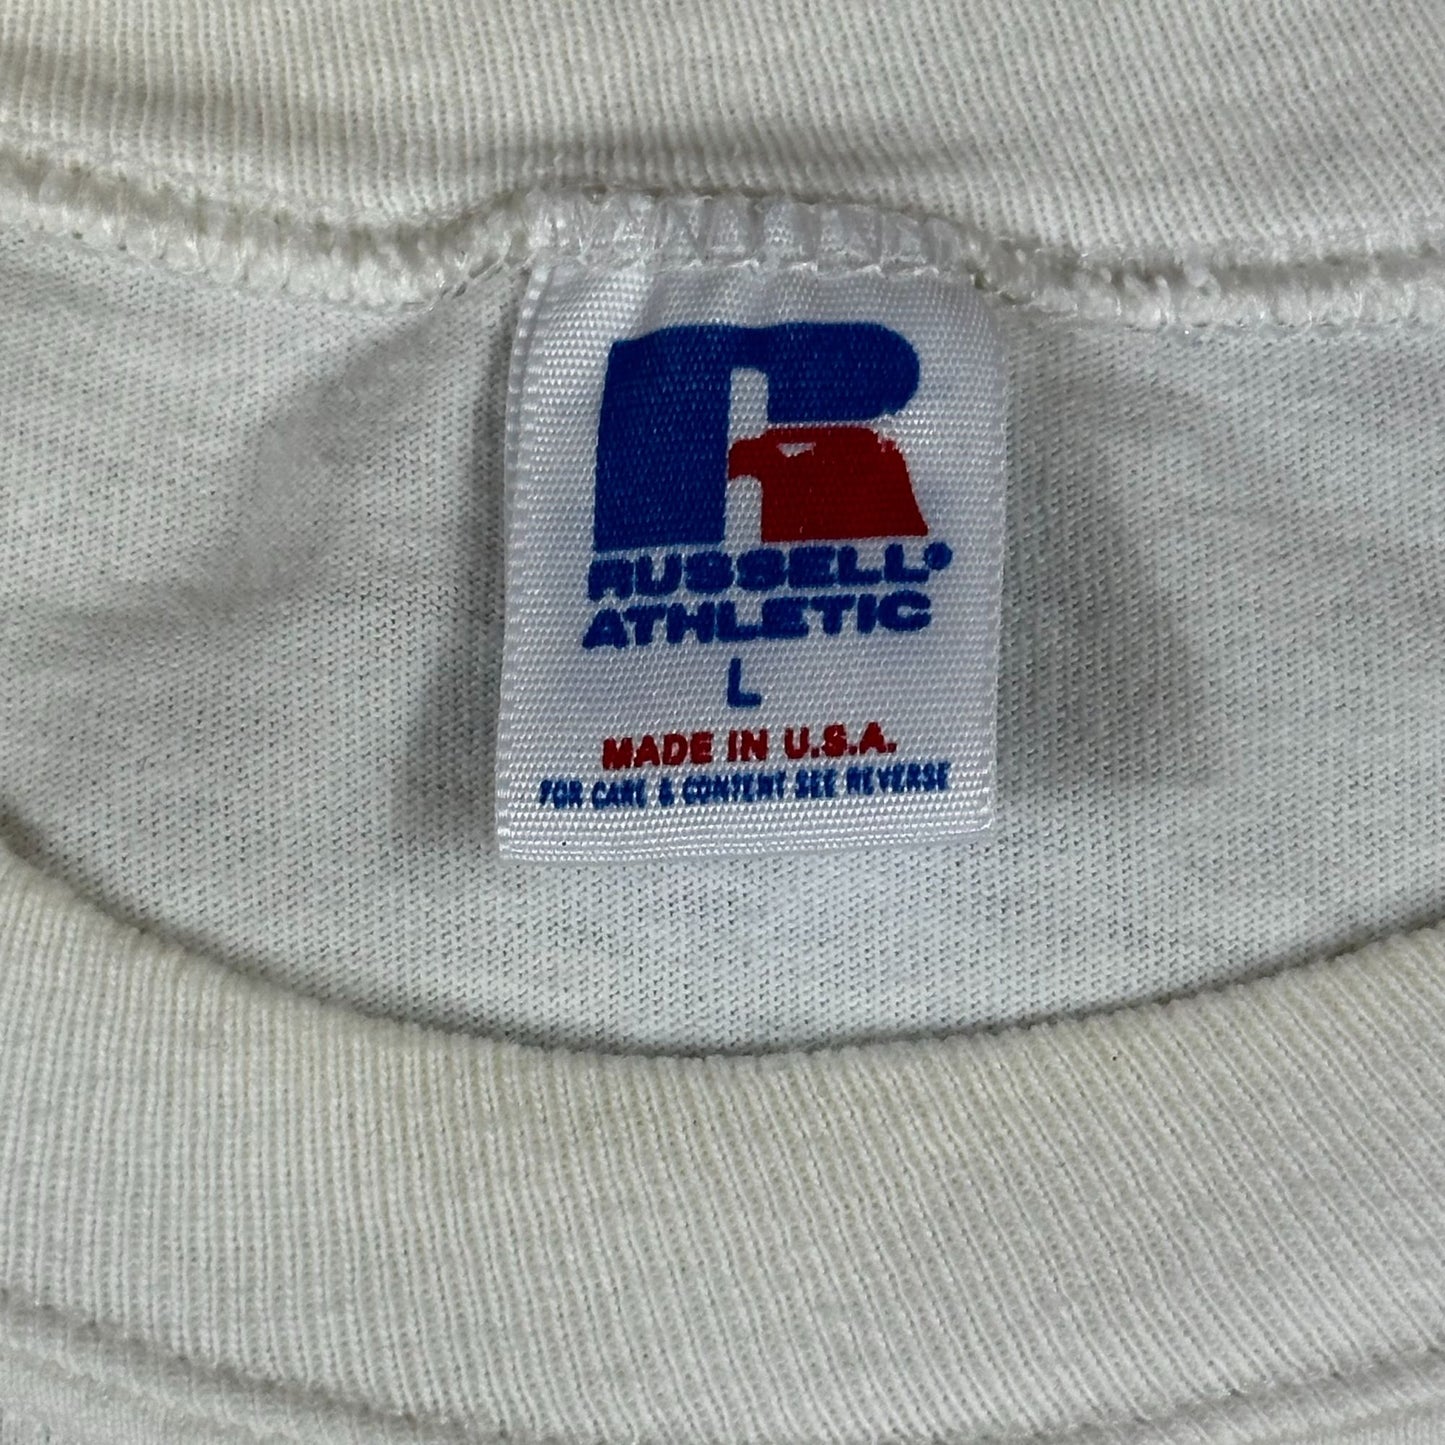 R
RUSSELL®
ATHLETIC
L
MADE IN U.S.A.
FOR CARE & CONTENT SEE REVERSE